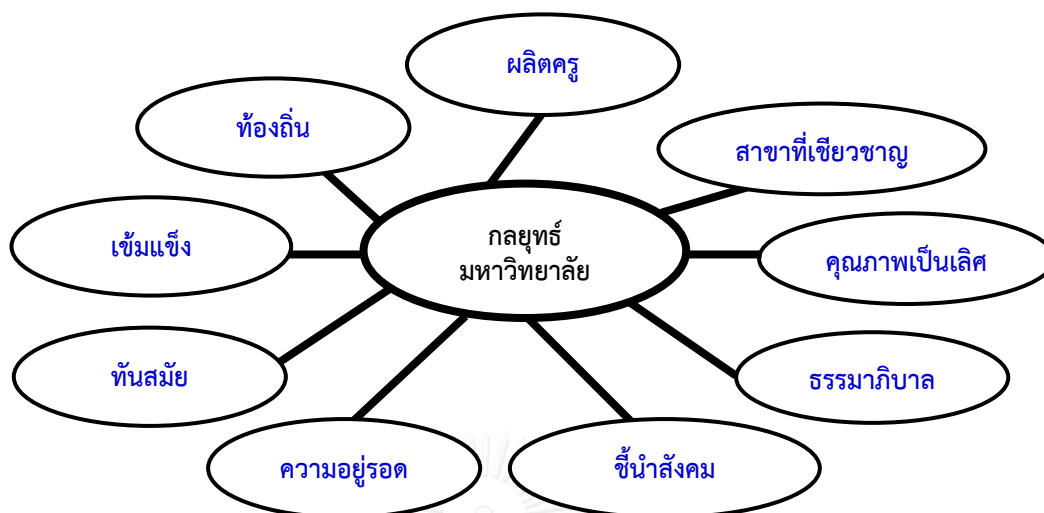 ผลิตครู
ท้องถิ่น
สาขาที่เชียวชาญ
กลยุทธ์
มหาวิทยาลัย
เข้มแข็ง
คุณภาพเป็นเลิศ
ทันสมัย
ธรรมาภิบาล
ความอยู่รอด
ชี้นำสังคม